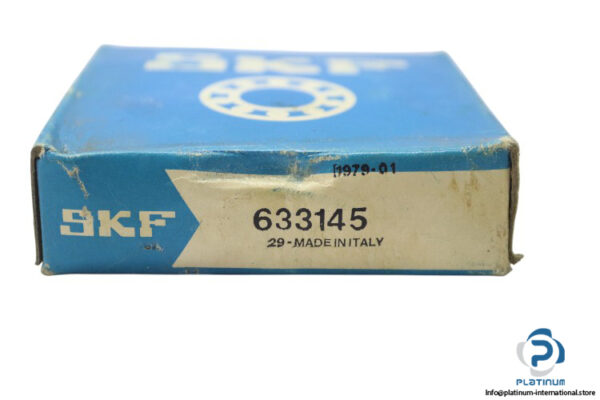 SKF
1979-01
SKF
633145
29-MADE IN ITALY
PLATINUM
Info@platinum-international.store